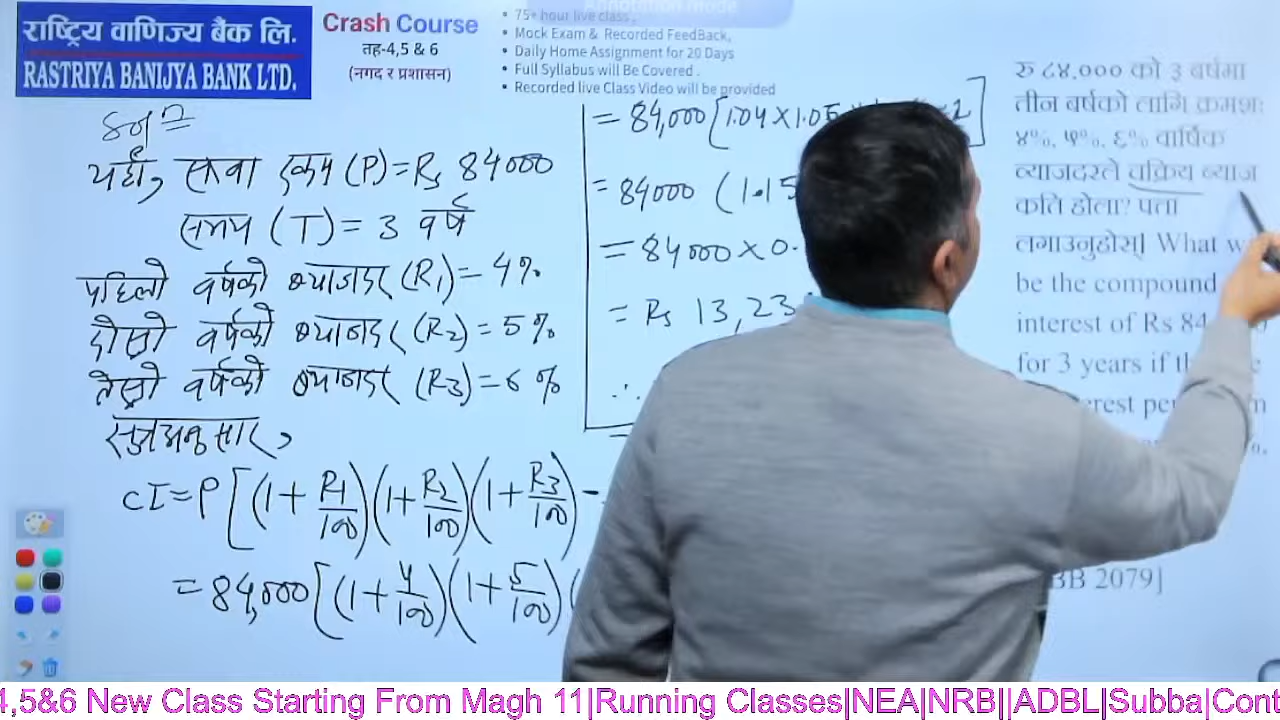 राष्ट्रिय वाणिज्य बैंक लि.
RASTRIYA BANIJYA BANK LTD.
Crash Course
तह-4,5 & 6
(नगद र प्रशासन)
Annotation mode
• 75+ hour live class ,
• Mock Exam & Recorded FeedBack,
• Daily Home Assignment for 20 Days
• Full Syllabus will Be Covered .
• Recorded live Class Video will be provided
यहाँ, सावा रकम (P) = Rs 84000
समय (T) = 3 वर्ष
पहिलो वर्षको ब्याजदर (R1) = 4%
दोस्रो वर्षको ब्याजदर (R2) = 5%
तेस्रो वर्षको ब्याजदर (R3) = 6 %
सुत्रअनुसार,
CI = P [(1 + R1/100)(1 + R2/100)(1 + R3/100) -
= 84,000 [(1 + 4/100)(1 + 5/100)(
= 84,000 [1.04 × 1.05
= 84000 (1.15
= 84000 × 0.
= Rs 13,23
∴
रु ८४,००० को ३ बर्षमा
तीन बर्षको लागि क्रमशः
४%, ५%, ६% वार्षिक
ब्याजदरले चक्रिय ब्याज
कति होला? पता
लगाउनुहोस्| What w
be the compound
interest of Rs 84
for 3 years if th
erest pe
BB 2079]
4,5&6 New Class Starting From Magh 11|Running Classes|NEA|NRB||ADBL|Subba|Cont